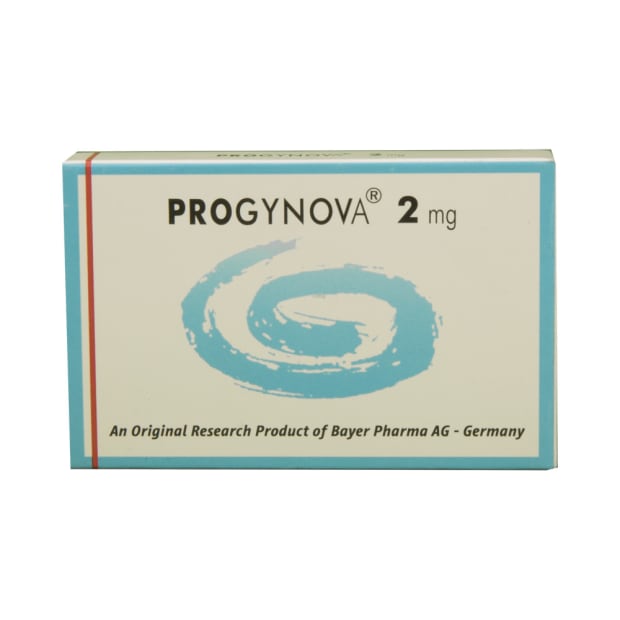 PROGYNOVA® 2 mg
PROGYNOVA® 2 mg
An Original Research Product of Bayer Pharma AG - Germany